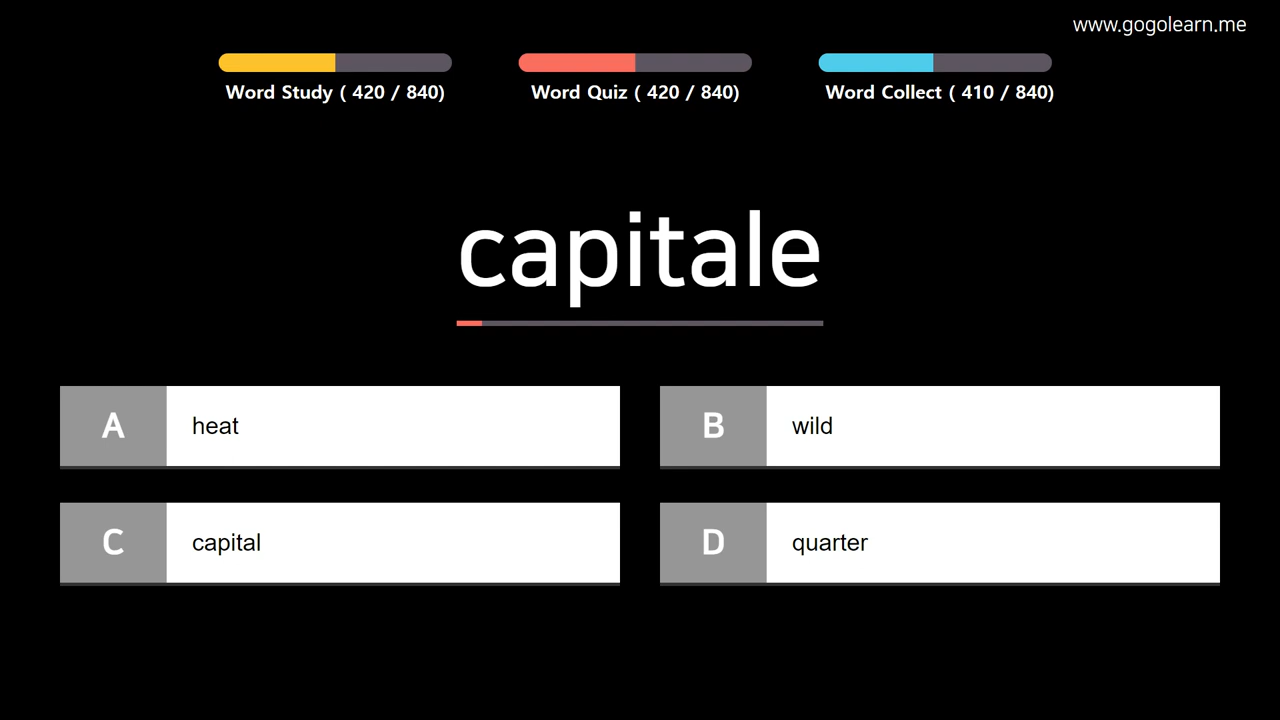 www.gogolearn.me
Word Study ( 420 / 840)
Word Quiz ( 420 / 840)
Word Collect ( 410 / 840)
capitale
A heat
B wild
C capital
D quarter